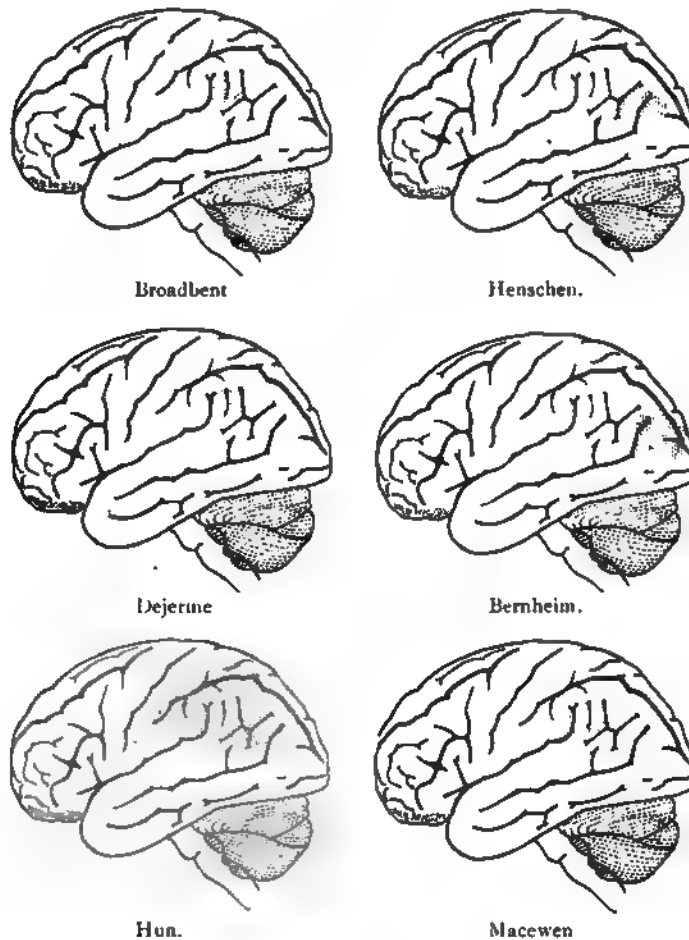 Broadbent
Henschen.
Dejerine
Bernheim.
Hun.
Macewen